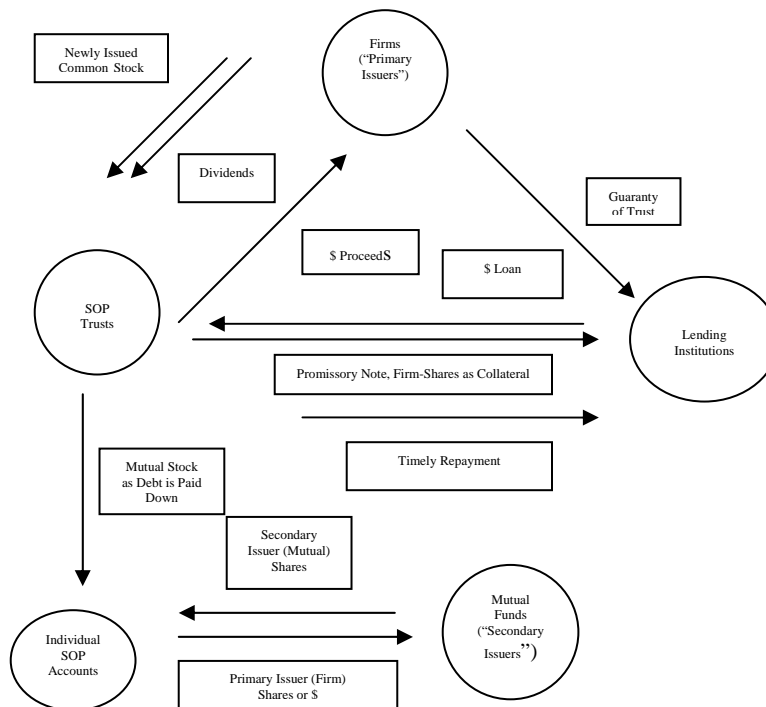 Newly Issued
Common Stock
Firms
(“Primary
Issuers”)
Dividends
Guaranty
of Trust
$ ProceedS
$ Loan
SOP
Trusts
Lending
Institutions
Promissory Note, Firm-Shares as Collateral
Timely Repayment
Mutual Stock
as Debt is Paid
Down
Secondary
Issuer (Mutual)
Shares
Mutual
Funds
(“Secondary
Issuers”)
Individual
SOP
Accounts
Primary Issuer (Firm)
Shares or $